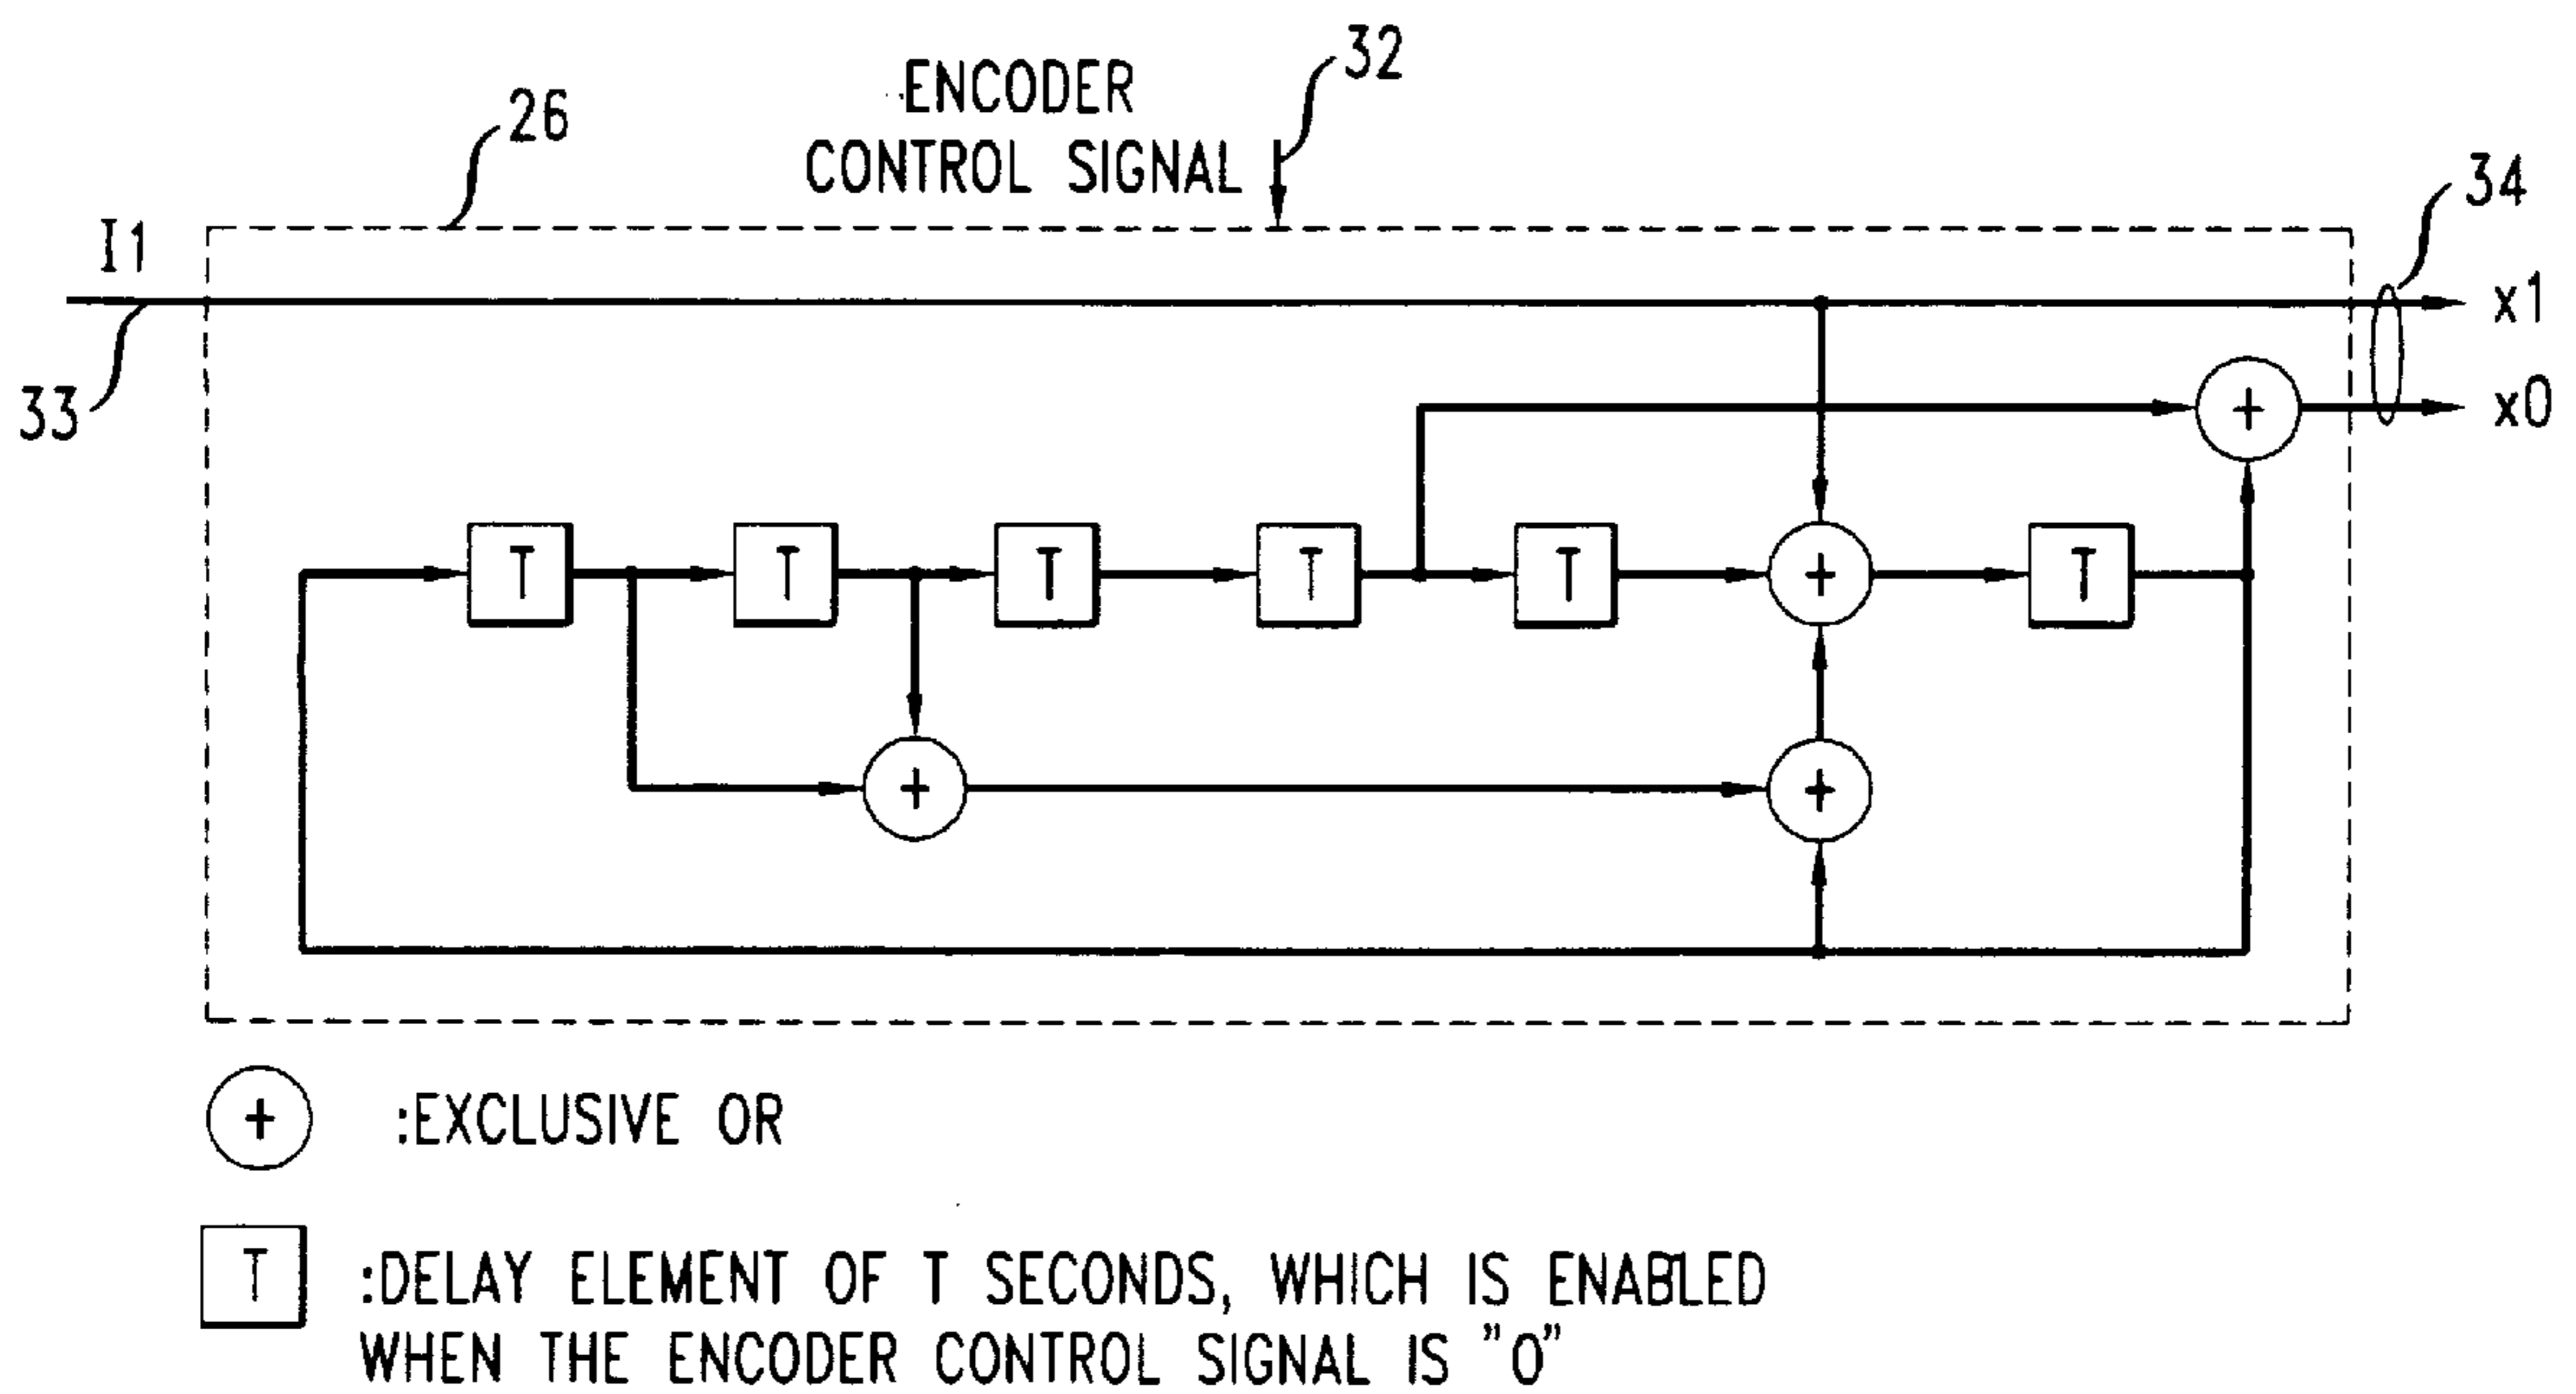 32
ENCODER
26
CONTROL SIGNAL
34
I1
x1
33
x0
+
T T T T T + T
+ +
+ :EXCLUSIVE OR
T :DELAY ELEMENT OF T SECONDS, WHICH IS ENABLED
WHEN THE ENCODER CONTROL SIGNAL IS "0"